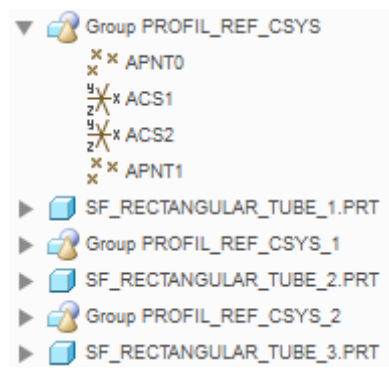 Group PROFIL_REF_CSYS
APNT0
ACS1
ACS2
APNT1
SF_RECTANGULAR_TUBE_1.PRT
Group PROFIL_REF_CSYS_1
SF_RECTANGULAR_TUBE_2.PRT
Group PROFIL_REF_CSYS_2
SF_RECTANGULAR_TUBE_3.PRT